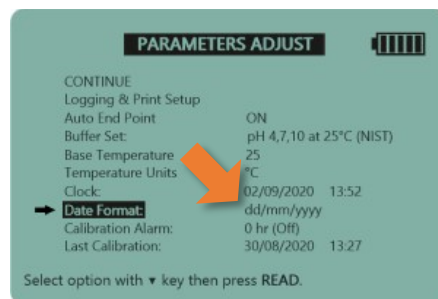 PARAMETERS ADJUST
CONTINUE
Logging & Print Setup
Auto End Point ON
Buffer Set: pH 4,7,10 at 25°C (NIST)
Base Temperature 25
Temperature Units °C
Clock: 02/09/2020 13:52
Date Format: dd/mm/yyyy
Calibration Alarm: 0 hr (Off)
Last Calibration: 30/08/2020 13:27
Select option with ▼ key then press READ.